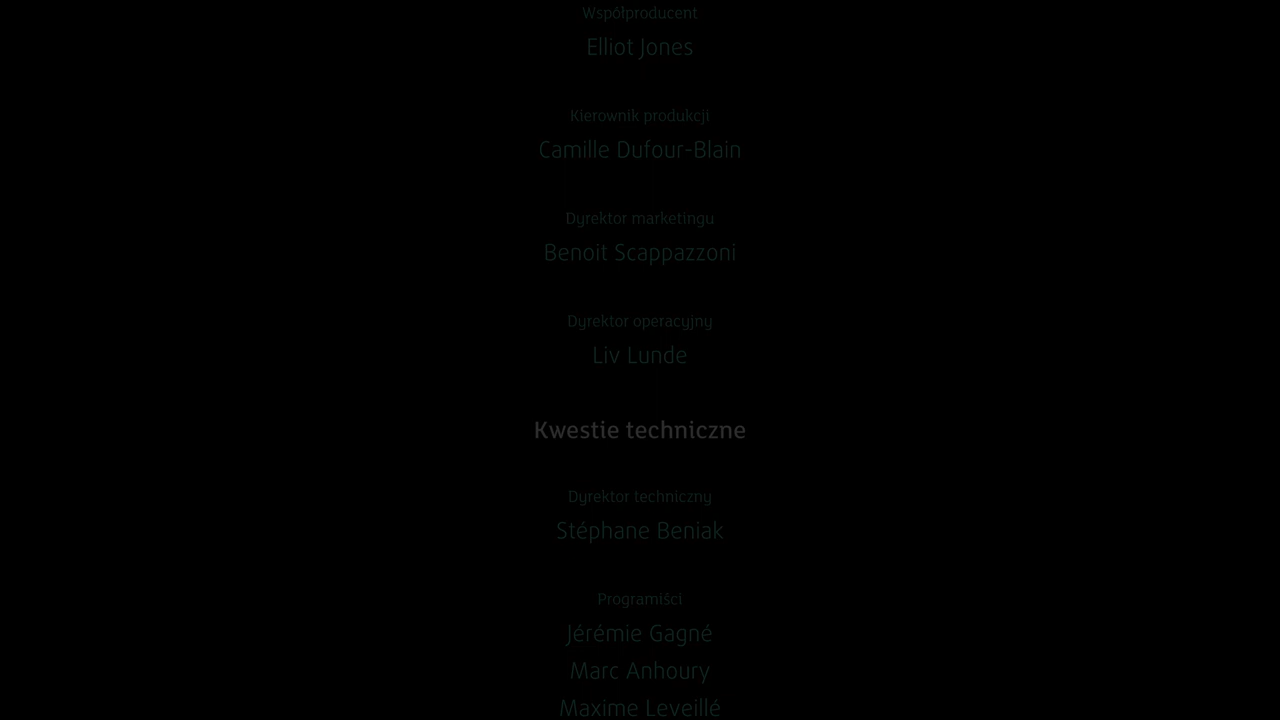 Współproducent
Elliot Jones
Kierownik produkcji
Camille Dufour-Blain
Dyrektor marketingu
Benoit Scappazzoni
Dyrektor operacyjny
Liv Lunde
Kwestie techniczne
Dyrektor techniczny
Stéphane Beniak
Programiści
Jérémie Gagné
Marc Anhoury
Maxime Leveillé